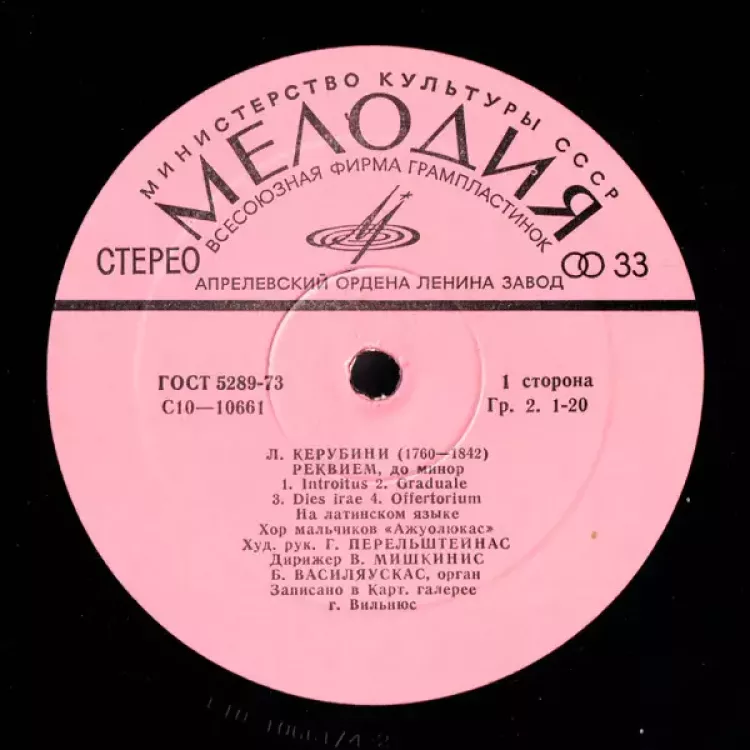 МИНИСТЕРСТВО КУЛЬТУРЫ СССР
МЕЛОДИЯ
ВСЕСОЮЗНАЯ ФИРМА ГРАМПЛАСТИНОК
СТЕРЕО
33
АПРЕЛЕВСКИЙ ОРДЕНА ЛЕНИНА ЗАВОД
ГОСТ 5289-73
1 сторона
С10—10661
Гр. 2. 1-20
Л. КЕРУБИНИ (1760—1842)
РЕКВИЕМ, до минор
1. Introitus 2. Graduale
3. Dies irae 4. Offertorium
На латинском языке
Хор мальчиков «Ажуолюкас»
Худ. рук. Г. ПЕРЕЛЬШТЕЙНАС
Дирижер В. МИШКИНИС
Б. ВАСИЛЯУСКАС, орган
Записано в Карт. галерее
г. Вильнюс